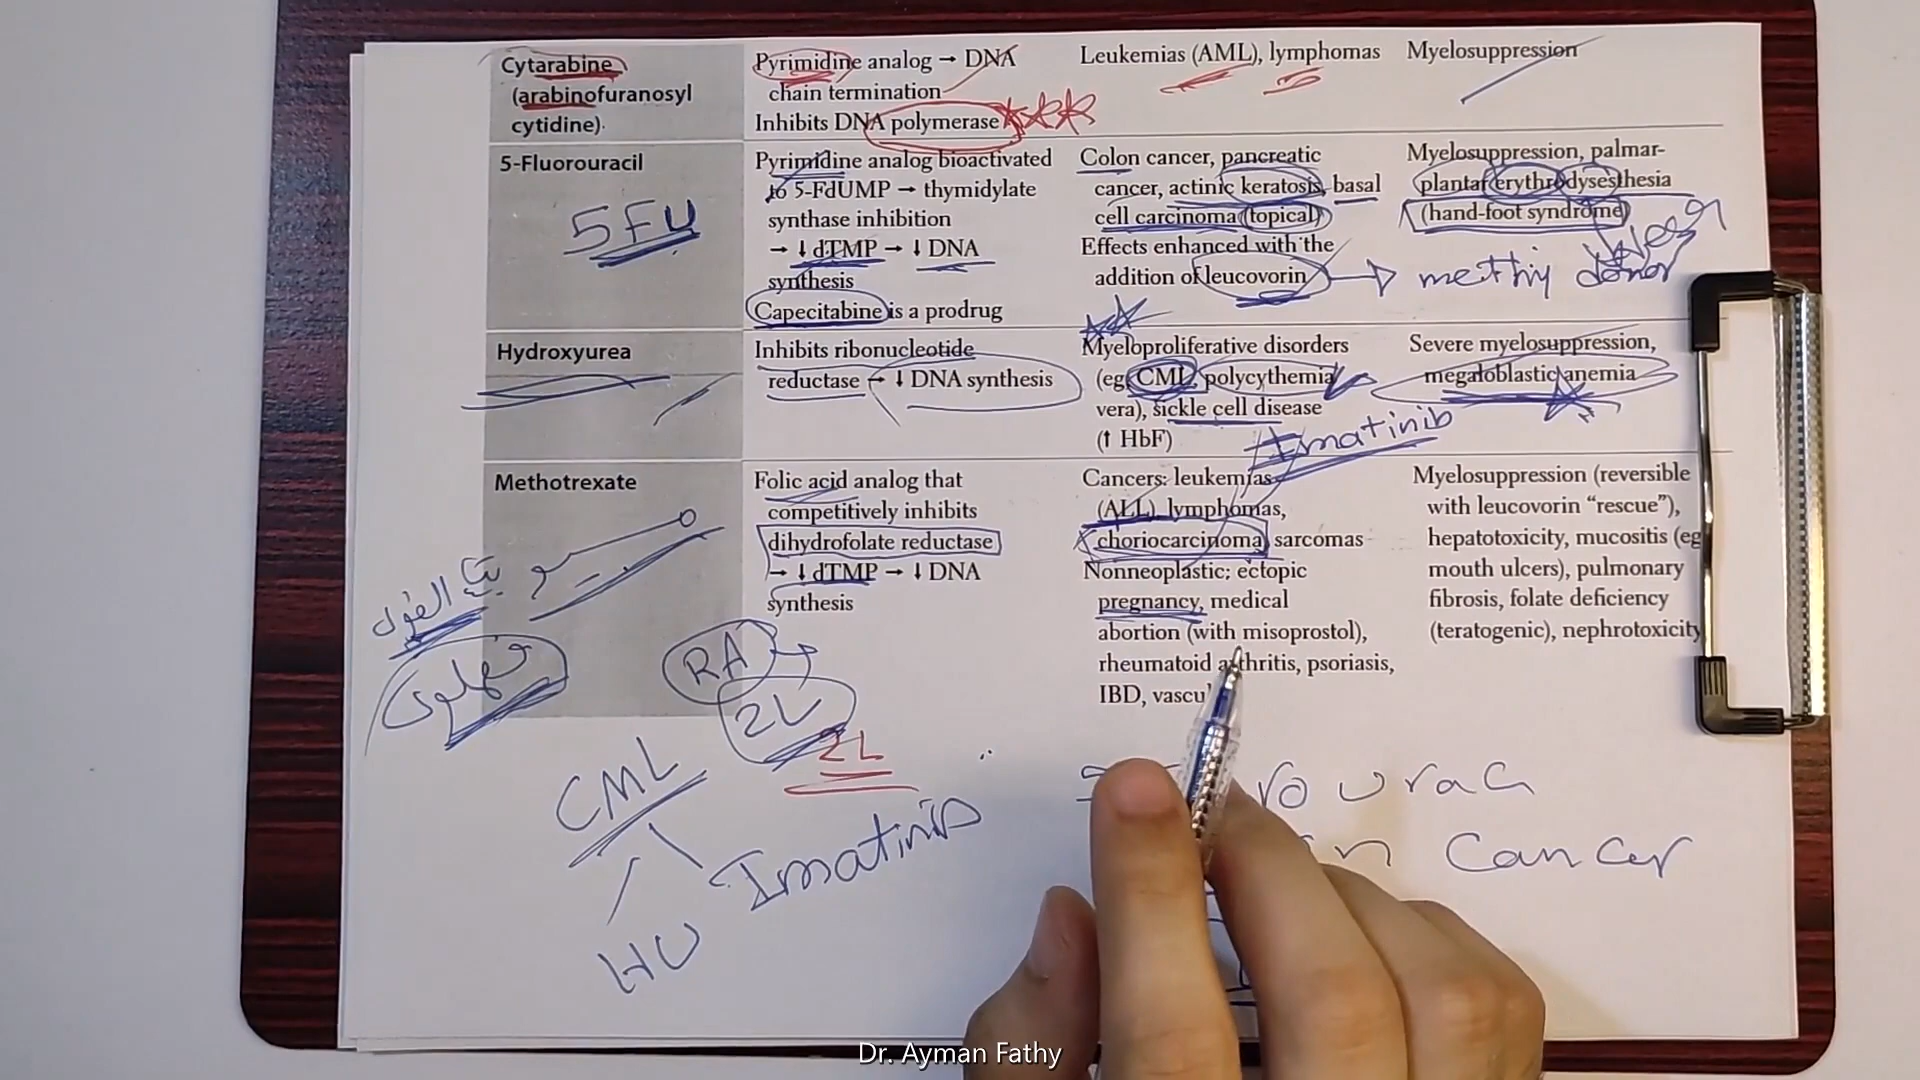 Cytarabine
(arabinofuranosyl
cytidine).
Pyrimidine analog → DNA
chain termination
Inhibits DNA polymerase
Leukemias (AML), lymphomas
Myelosuppression
5-Fluorouracil
5FU
Pyrimidine analog bioactivated
to 5-FdUMP → thymidylate
synthase inhibition
→ ↓ dTMP → ↓ DNA
synthesis
Capecitabine is a prodrug
Colon cancer, pancreatic
cancer, actinic keratosis, basal
cell carcinoma (topical)
Effects enhanced with the
addition of leucovorin
Myelosuppression, palmar-
plantar erythrodysesthesia
(hand-foot syndrome)
methy donor
Hydroxyurea
Inhibits ribonucleotide
reductase → ↓ DNA synthesis
Myeloproliferative disorders
(eg, CML, polycythemia
vera), sickle cell disease
(↑ HbF)
Imatinib
Severe myelosuppression,
megaloblastic anemia
Methotrexate
Folic acid analog that
competitively inhibits
dihydrofolate reductase
→ ↓ dTMP → ↓ DNA
synthesis
Cancers: leukemias
(ALL), lymphomas,
choriocarcinoma, sarcomas
Nonneoplastic: ectopic
pregnancy, medical
abortion (with misoprostol),
rheumatoid arthritis, psoriasis,
IBD, vascu
Myelosuppression (reversible
with leucovorin “rescue”),
hepatotoxicity, mucositis (eg
mouth ulcers), pulmonary
fibrosis, folate deficiency
(teratogenic), nephrotoxicity
RA
2L
2L
CML
Imatinib
HU
Cancer
Dr. Ayman Fathy